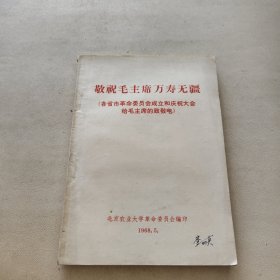 敬祝毛主席万寿无疆
(各省市革命委员会成立和庆祝大会
给毛主席的致敬电)
北京农业大学革命委员会编印
1968.5.